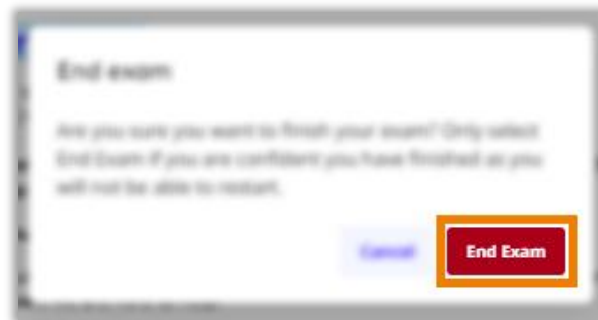 End exam
Are you sure you want to finish your exam? Only select
End Exam if you are confident you have finished as you
will not be able to restart.
Cancel
End Exam